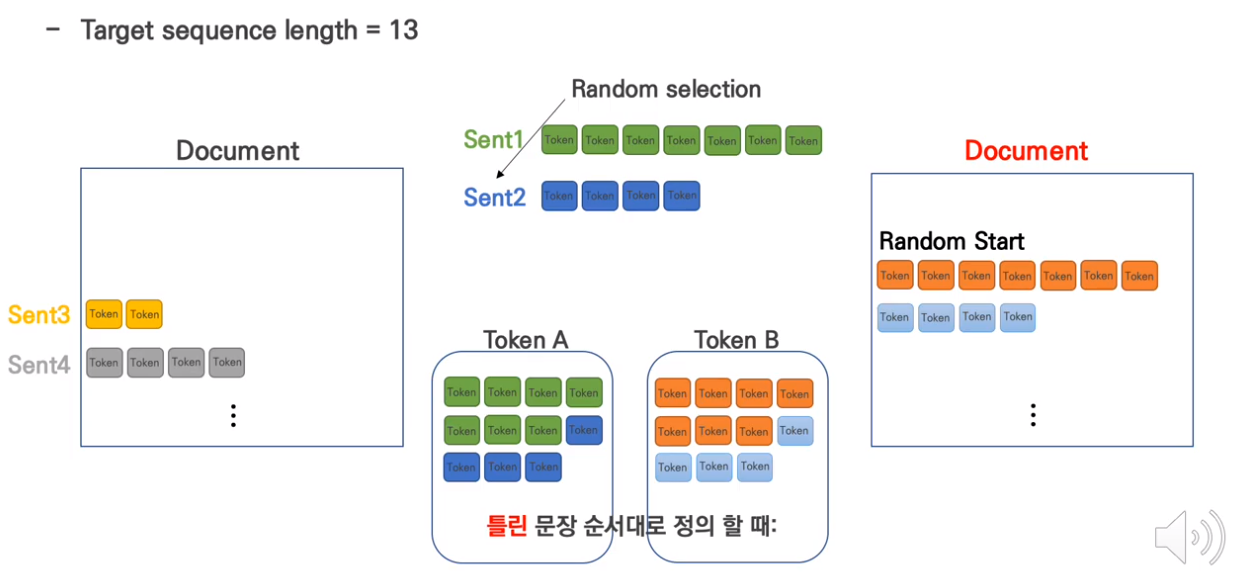 - Target sequence length = 13
Random selection
Sent1 Token Token Token Token Token Token Token
Sent2 Token Token Token Token
Document
Sent3 Token Token
Sent4 Token Token Token Token
Document
Random Start
Token Token Token Token Token Token Token
Token Token Token Token
Token A
Token Token Token Token
Token Token Token Token
Token Token Token
Token B
Token Token Token Token
Token Token Token Token
Token Token Token
틀린 문장 순서대로 정의 할 때: